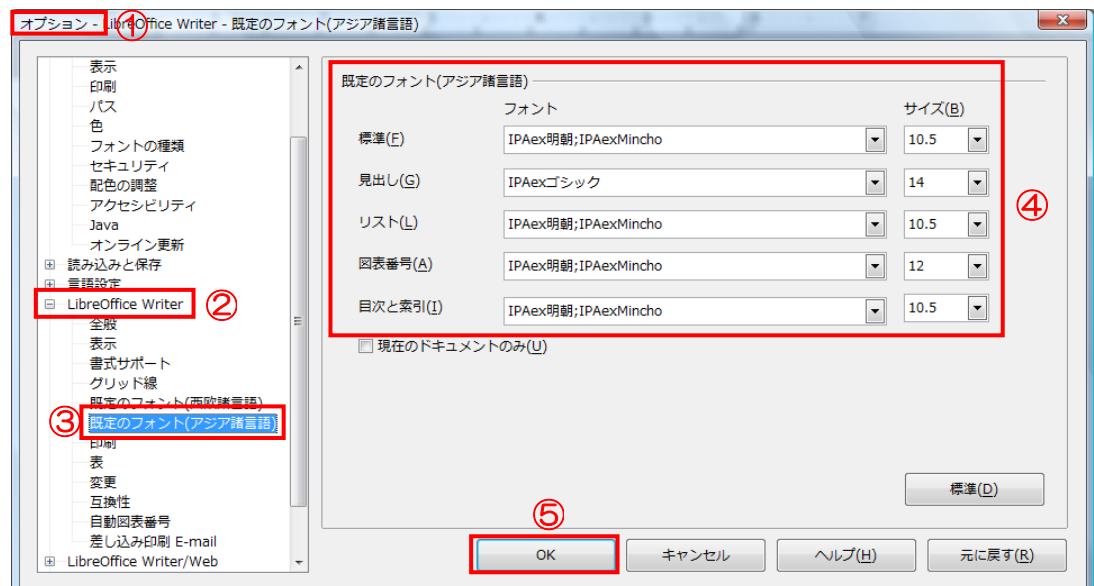 オプション - LibreOffice Writer - 既定のフォント(アジア諸言語)
①
表示
印刷
パス
色
フォントの種類
セキュリティ
配色の調整
アクセシビリティ
Java
オンライン更新
読み込みと保存
言語設定
LibreOffice Writer
②
全般
表示
書式サポート
グリッド線
既定のフォント(西欧諸言語)
③
既定のフォント(アジア諸言語)
印刷
表
変更
互換性
自動図表番号
差し込み印刷 E-mail
LibreOffice Writer/Web
既定のフォント(アジア諸言語)
フォント サイズ(B)
標準(F) IPAex明朝;IPAexMincho 10.5
見出し(G) IPAexゴシック 14
④
リスト(L) IPAex明朝;IPAexMincho 10.5
図表番号(A) IPAex明朝;IPAexMincho 12
目次と索引(I) IPAex明朝;IPAexMincho 10.5
現在のドキュメントのみ(U)
標準(D)
⑤
OK キャンセル ヘルプ(H) 元に戻す(R)